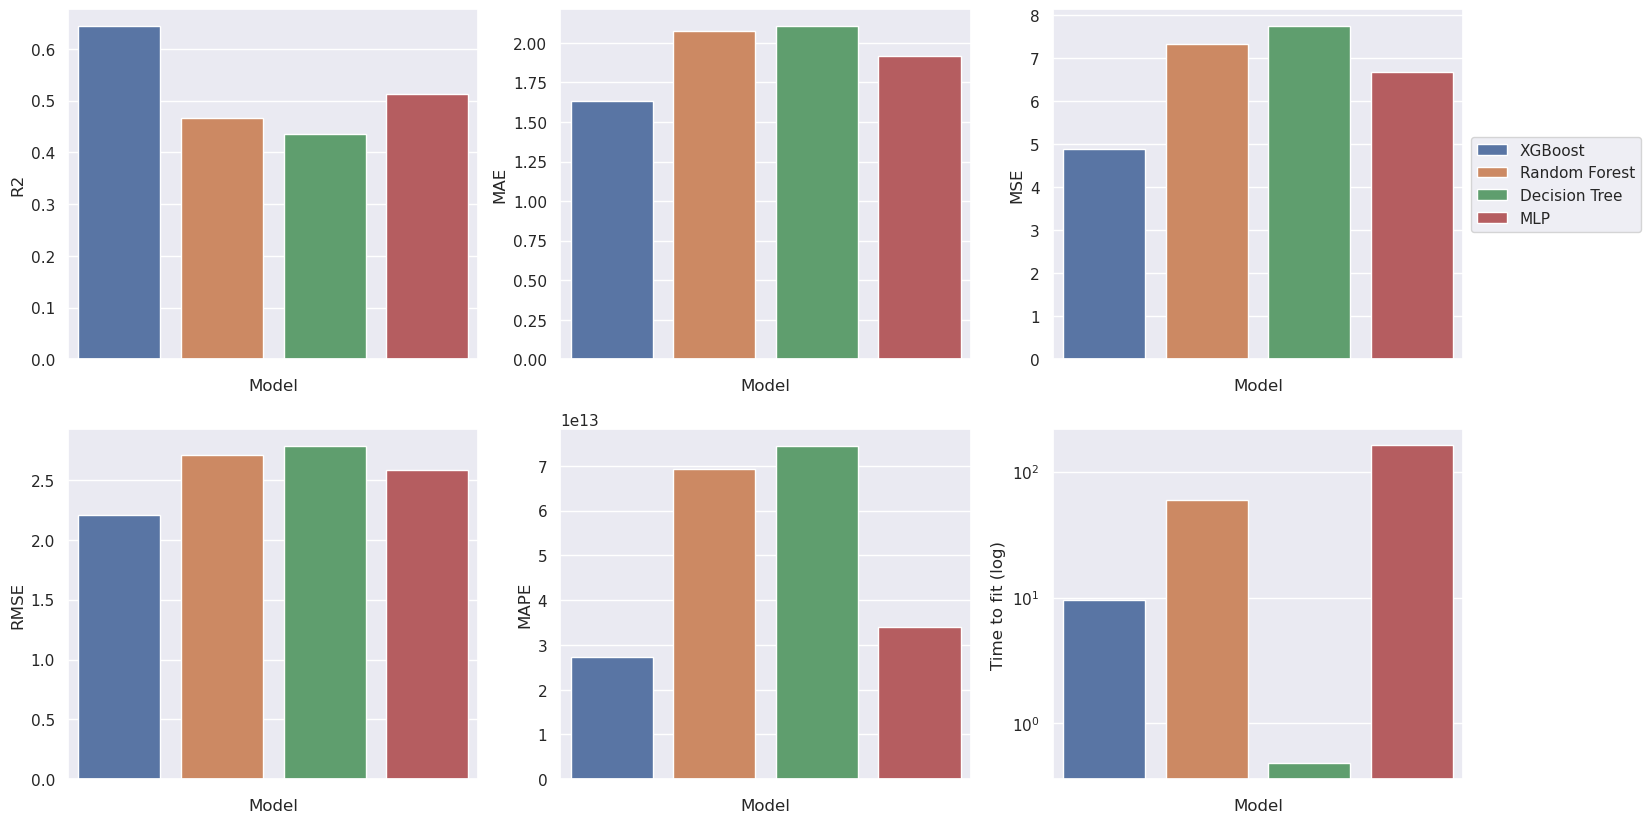 0.6
0.5
0.4
0.3
0.2
0.1
0.0
R2
Model
2.00
1.75
1.50
1.25
1.00
0.75
0.50
0.25
0.00
MAE
Model
8
7
6
5
4
3
2
1
0
MSE
Model
XGBoost
Random Forest
Decision Tree
MLP
2.5
2.0
1.5
1.0
0.5
0.0
RMSE
Model
1e13
7
6
5
4
3
2
1
0
MAPE
Model
10²
10¹
10⁰
Time to fit (log)
Model